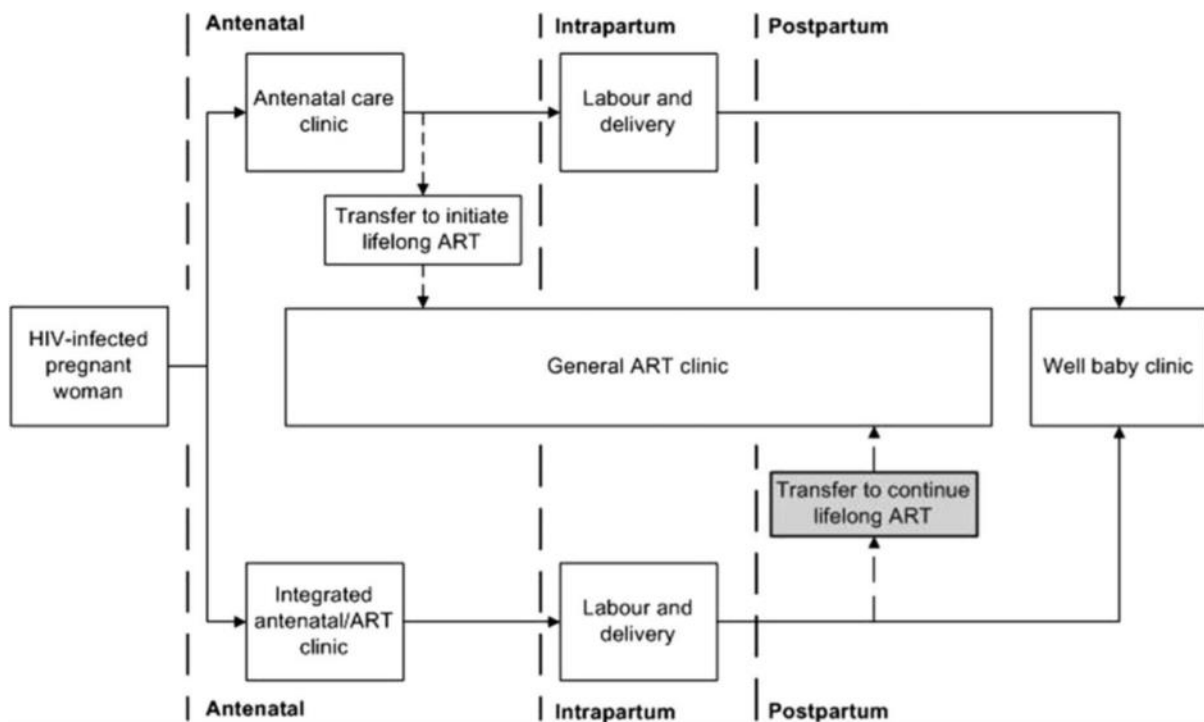 Antenatal
Intrapartum
Postpartum
Antenatal care
clinic
Labour and
delivery
Transfer to initiate
lifelong ART
HIV-infected
pregnant
woman
General ART clinic
Well baby clinic
Transfer to continue
lifelong ART
Integrated
antenatal/ART
clinic
Labour and
delivery
Antenatal
Intrapartum
Postpartum